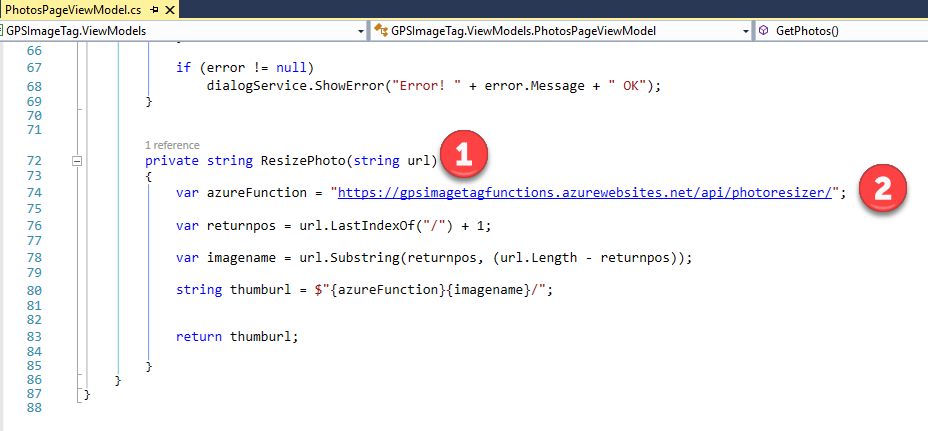 PhotosPageViewModel.cs
GPSImageTag.ViewModels GPSImageTag.ViewModels.PhotosPageViewModel GetPhotos()
66 }
67 if (error != null)
68 dialogService.ShowError("Error! " + error.Message + " OK");
69 }
70
71
1 reference
72 private string ResizePhoto(string url) 1
73 {
74 var azureFunction = "https://gpsimagetagfunctions.azurewebsites.net/api/photoresizer/"; 2
75
76 var returnpos = url.LastIndexOf("/") + 1;
77
78 var imagename = url.Substring(returnpos, (url.Length - returnpos));
79
80 string thumburl = $"{azureFunction}{imagename}/";
81
82
83 return thumburl;
84
85 }
86 }
87 }
88